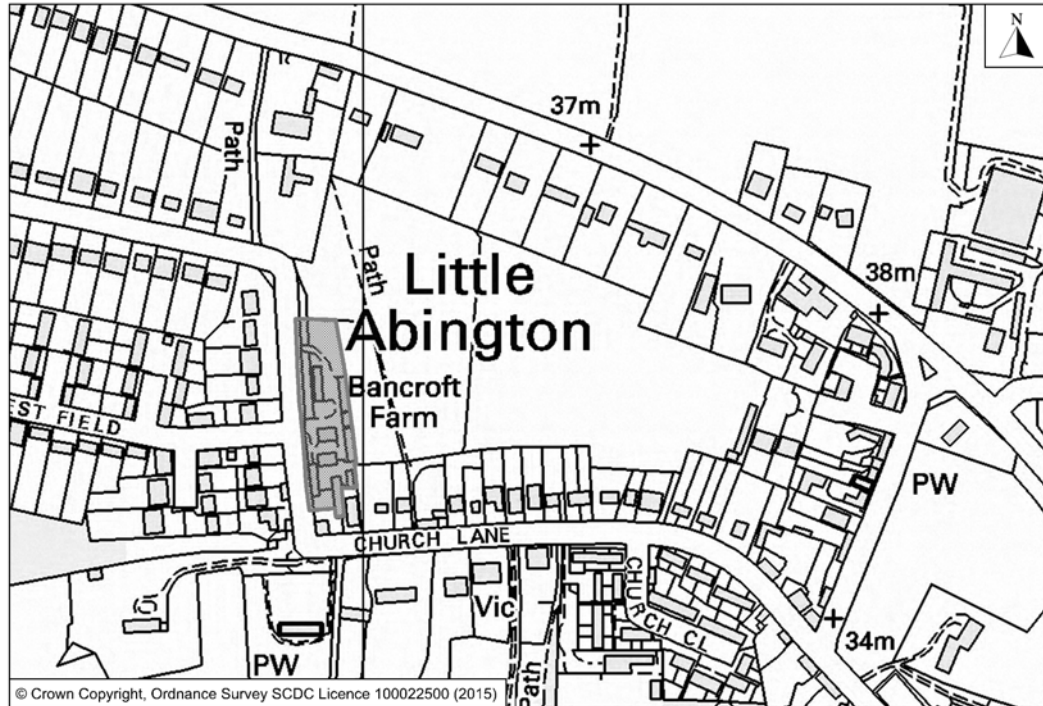 N
37m
Path
Path
Little
Abington
38m
Bancroft
Farm
EST FIELD
PW
CHURCH LANE
Vic
CHURCH CL
34m
PW
Path
© Crown Copyright, Ordnance Survey SCDC Licence 100022500 (2015)